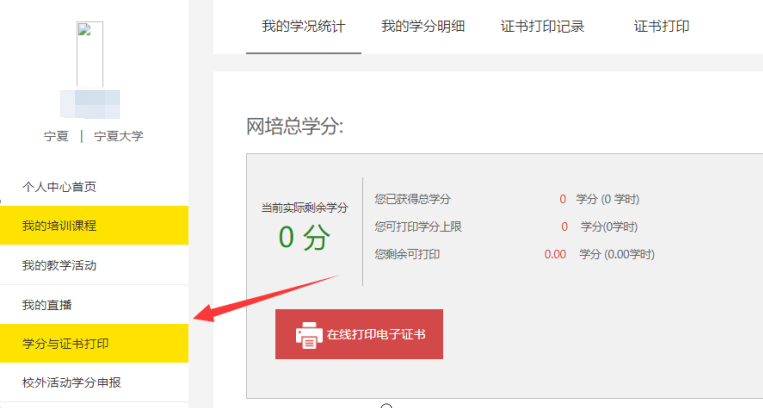 我的学况统计 我的学分明细 证书打印记录 证书打印
宁夏 | 宁夏大学
个人中心首页
我的培训课程
我的教学活动
我的直播
学分与证书打印
校外活动学分申报
网培总学分:
当前实际剩余学分
0 分
您已获得总学分 0 学分 (0 学时)
您可打印学分上限 0 学分(0学时)
您剩余可打印 0.00 学分 (0.00学时)
在线打印电子证书